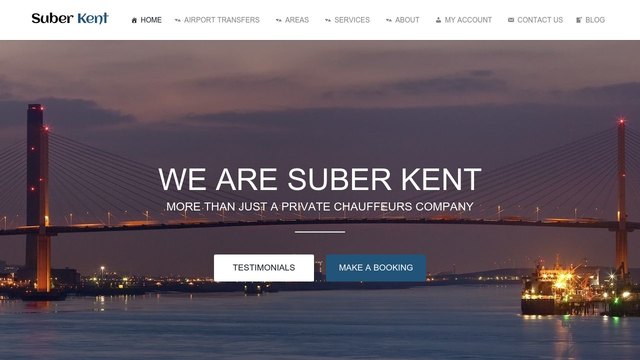 Suber Kent HOME AIRPORT TRANSFERS AREAS SERVICES ABOUT MY ACCOUNT CONTACT US BLOG
WE ARE SUBER KENT
MORE THAN JUST A PRIVATE CHAUFFEURS COMPANY
TESTIMONIALS MAKE A BOOKING